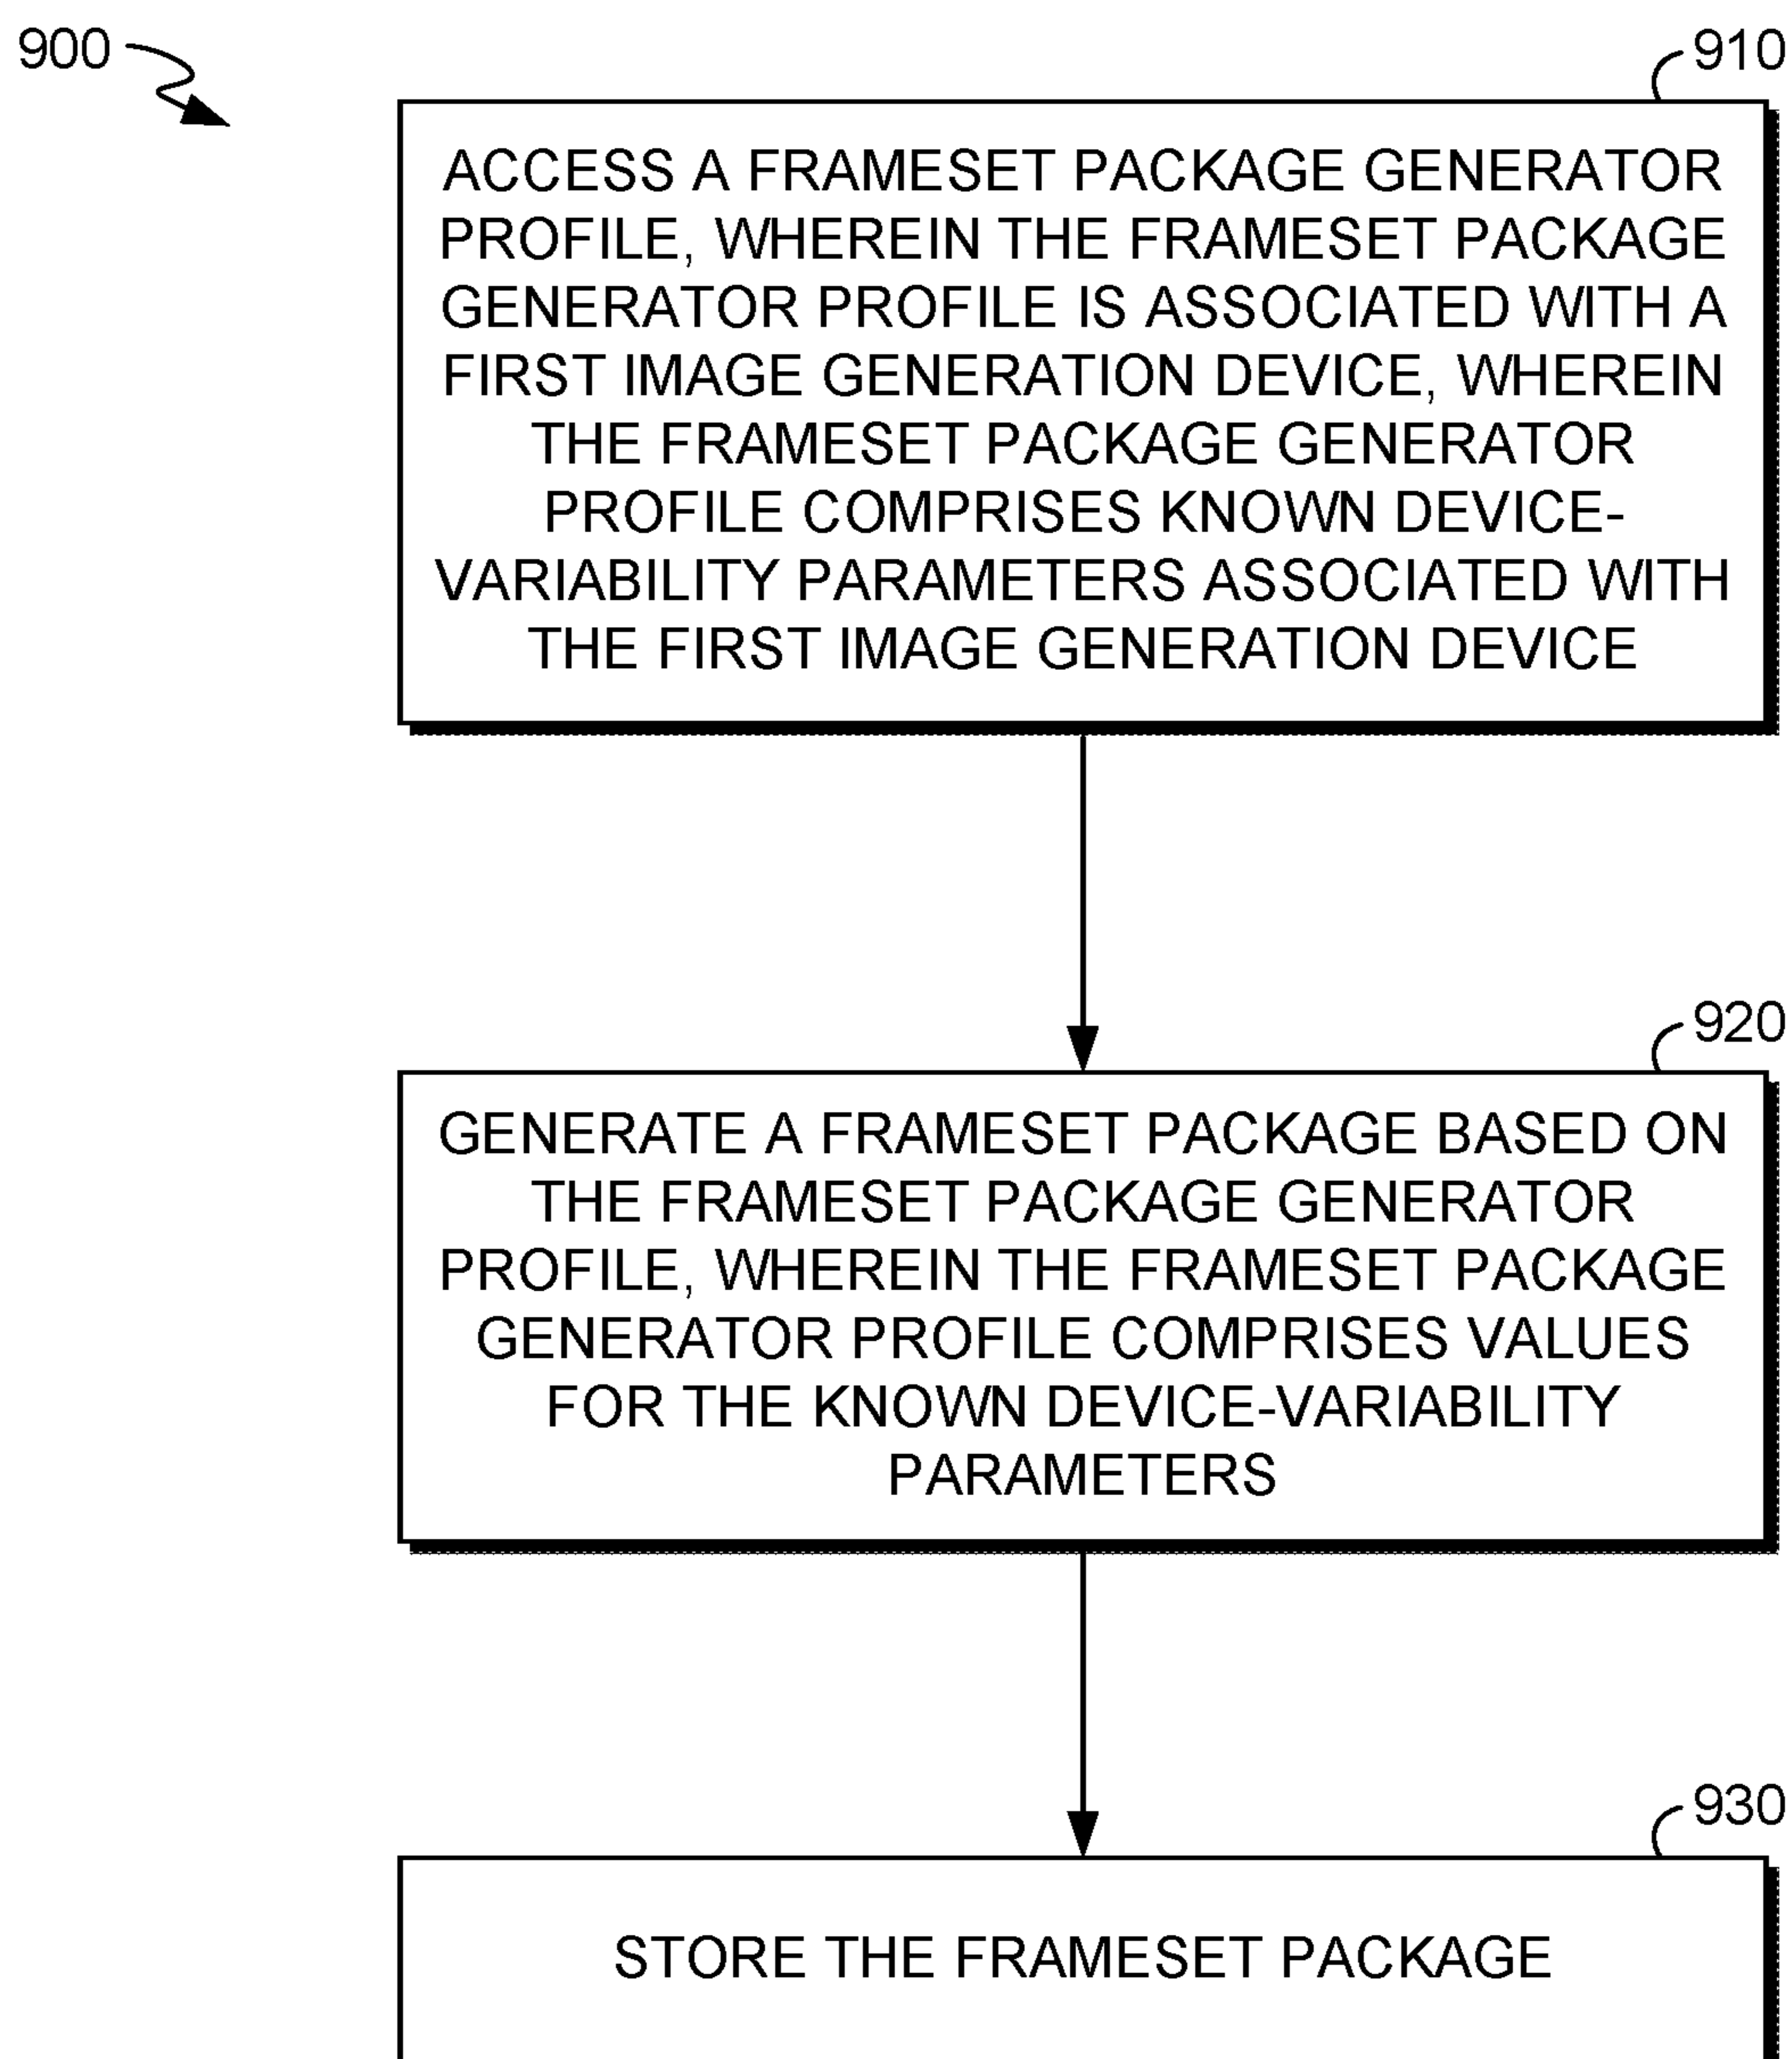 900
910
ACCESS A FRAMESET PACKAGE GENERATOR
PROFILE, WHEREIN THE FRAMESET PACKAGE
GENERATOR PROFILE IS ASSOCIATED WITH A
FIRST IMAGE GENERATION DEVICE, WHEREIN
THE FRAMESET PACKAGE GENERATOR
PROFILE COMPRISES KNOWN DEVICE-
VARIABILITY PARAMETERS ASSOCIATED WITH
THE FIRST IMAGE GENERATION DEVICE
920
GENERATE A FRAMESET PACKAGE BASED ON
THE FRAMESET PACKAGE GENERATOR
PROFILE, WHEREIN THE FRAMESET PACKAGE
GENERATOR PROFILE COMPRISES VALUES
FOR THE KNOWN DEVICE-VARIABILITY
PARAMETERS
930
STORE THE FRAMESET PACKAGE